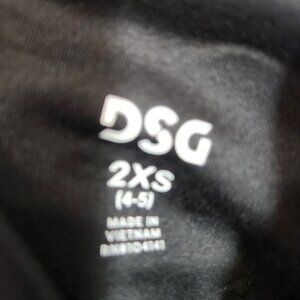 DSG
2XS
(4-5)
MADE IN
VIETNAM